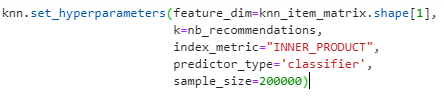 knn.set_hyperparameters(feature_dim=knn_item_matrix.shape[1],
k=nb_recommendations,
index_metric="INNER_PRODUCT",
predictor_type='classifier',
sample_size=200000)